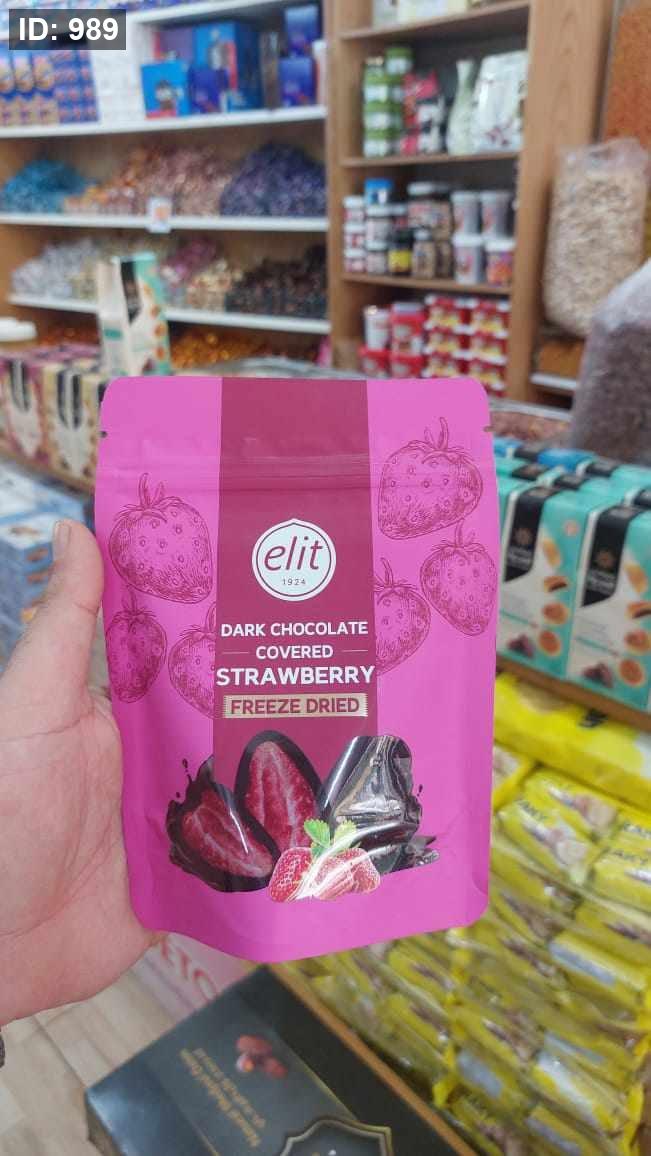 ID: 989
elit
1924
DARK CHOCOLATE
COVERED
STRAWBERRY
FREEZE DRIED